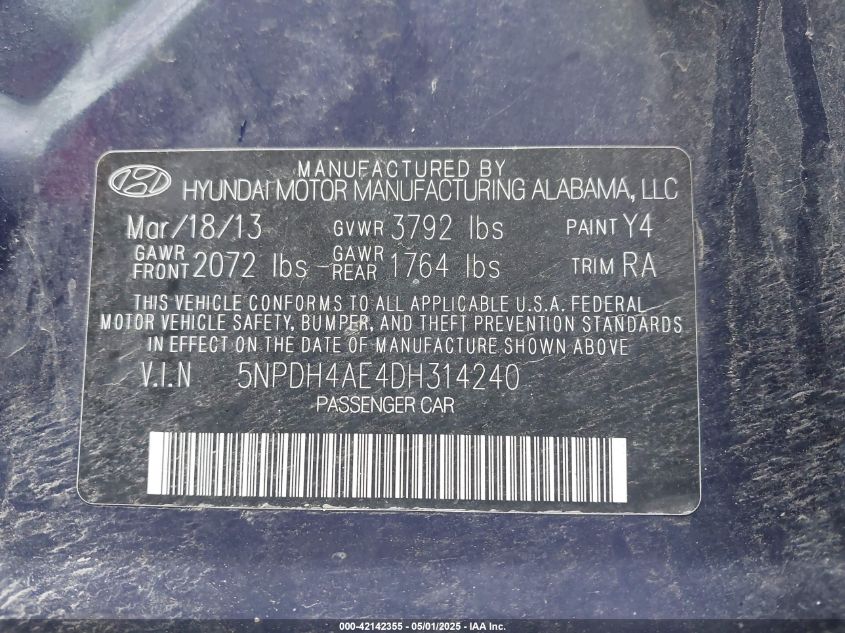 MANUFACTURED BY
HYUNDAI MOTOR MANUFACTURING ALABAMA, LLC
Mar/18/13 GVWR 3792 lbs PAINT Y4
GAWR FRONT 2072 lbs GAWR REAR 1764 lbs TRIM RA
THIS VEHICLE CONFORMS TO ALL APPLICABLE U.S.A. FEDERAL
MOTOR VEHICLE SAFETY, BUMPER, AND THEFT PREVENTION STANDARDS
IN EFFECT ON THE DATE OF MANUFACTURE SHOWN ABOVE
V.I.N 5NPDH4AE4DH314240
PASSENGER CAR
000-42142355 - 05/01/2025 - IAA Inc.